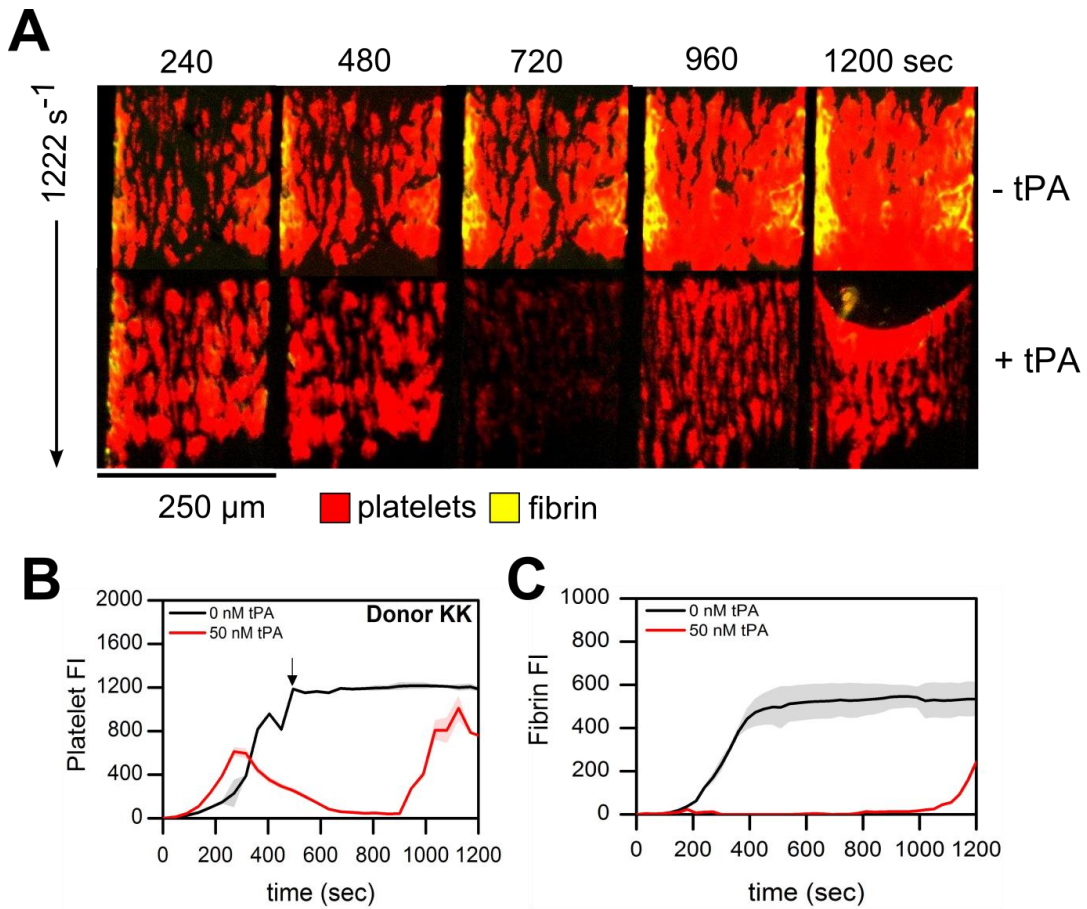 A
240 480 720 960 1200 sec
1222 s⁻¹
- tPA
+ tPA
250 µm
platelets fibrin
B
2000
1600
1200
800
400
0
0 200 400 600 800 1000 1200
Platelet FI
time (sec)
0 nM tPA
50 nM tPA
Donor KK
C
1000
800
600
400
200
0
0 200 400 600 800 1000 1200
Fibrin FI
time (sec)
0 nM tPA
50 nM tPA